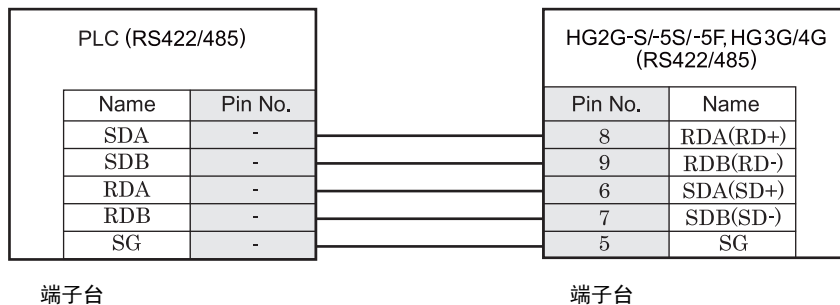 PLC (RS422/485)
HG2G-S/-5S/-5F, HG3G/4G
(RS422/485)
Name Pin No. Pin No. Name
SDA - 8 RDA(RD+)
SDB - 9 RDB(RD-)
RDA - 6 SDA(SD+)
RDB - 7 SDB(SD-)
SG - 5 SG
端子台 端子台